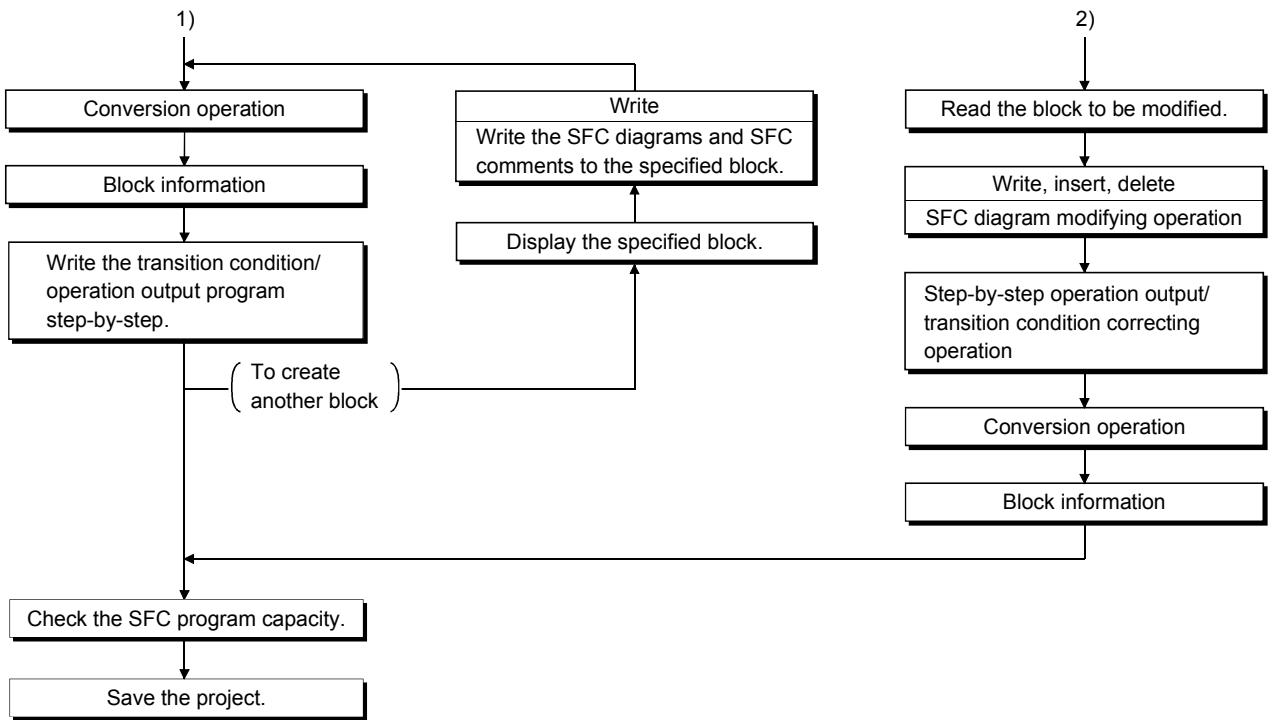 1)
Conversion operation
Block information
Write the transition condition/
operation output program
step-by-step.
To create
another block
Write
Write the SFC diagrams and SFC
comments to the specified block.
Display the specified block.
2)
Read the block to be modified.
Write, insert, delete
SFC diagram modifying operation
Step-by-step operation output/
transition condition correcting
operation
Conversion operation
Block information
Check the SFC program capacity.
Save the project.